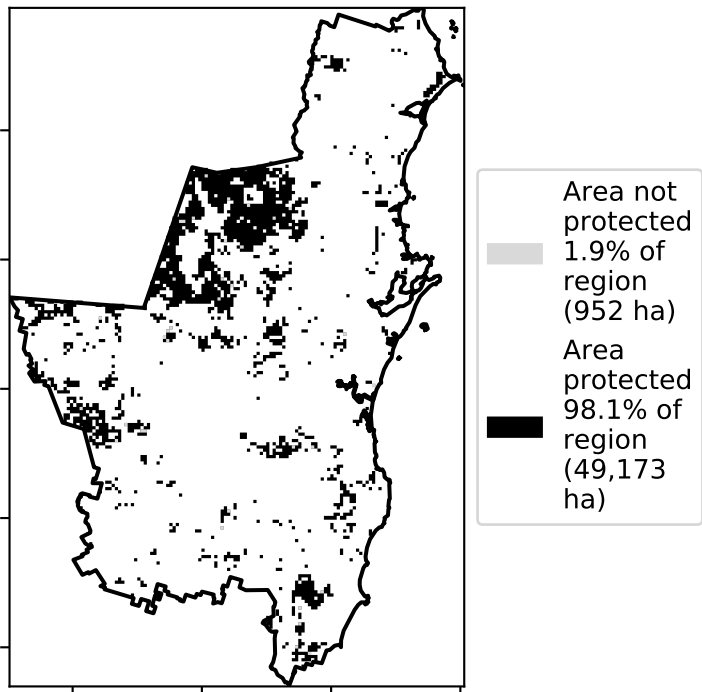 Area not
protected
1.9% of
region
(952 ha)
Area
protected
98.1% of
region
(49,173
ha)